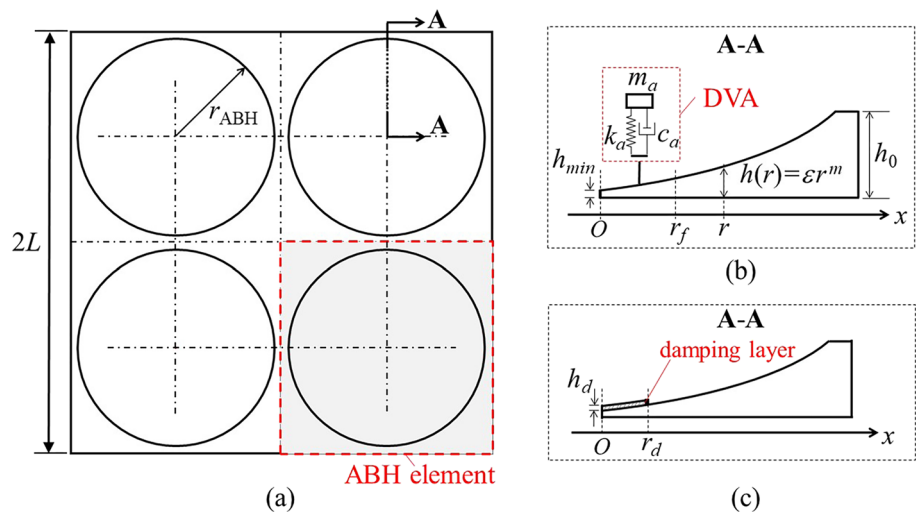 A
r_ABH
A
2L
ABH element
(a)
A-A
m_a
DVA
k_a
c_a
h_min
h(r)=εr^m
h_0
O
r_f
r
x
(b)
A-A
damping layer
h_d
O
r_d
x
(c)